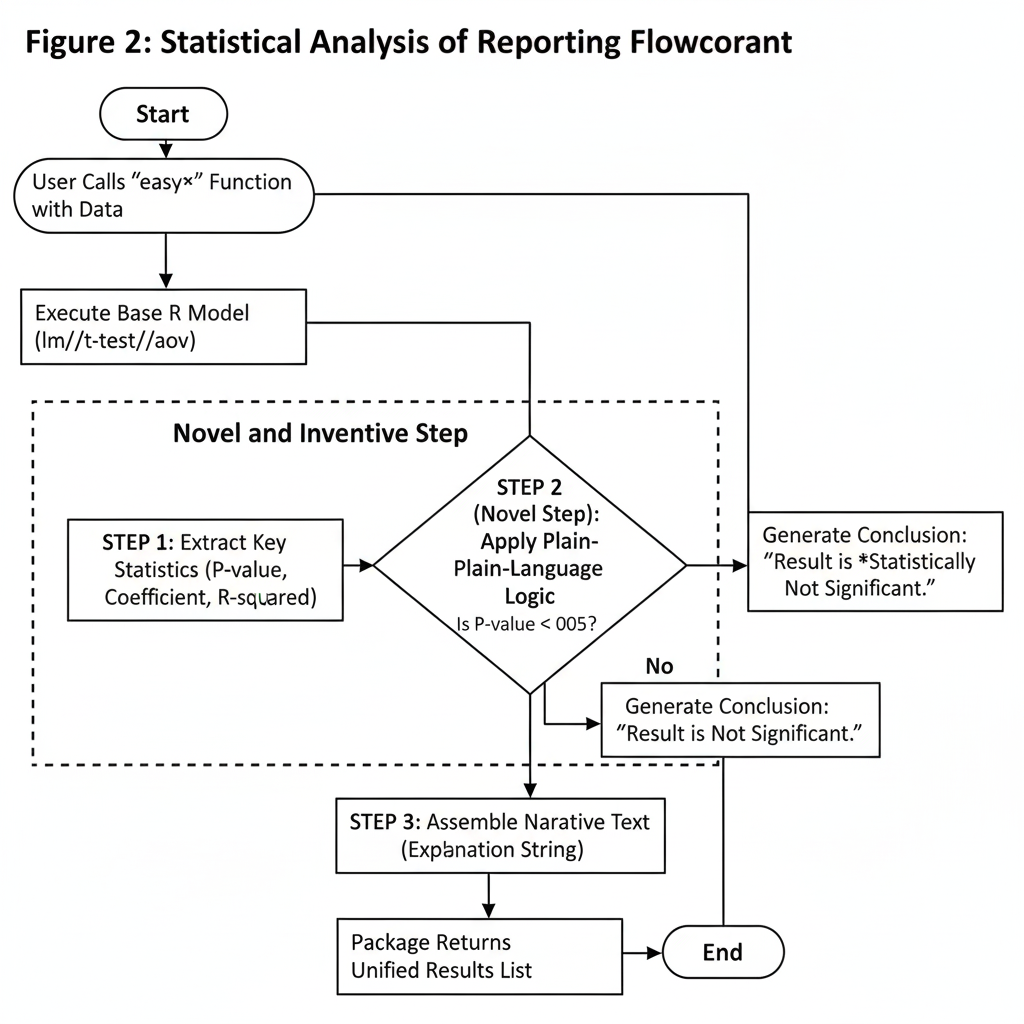 Figure 2: Statistical Analysis of Reporting Flowcorant
Start
User Calls “easy×” Function
with Data
Execute Base R Model
(lm//t-test//aov)
Novel and Inventive Step
STEP 1: Extract Key
Statistics (P-value,
Coefficient, R-squared)
STEP 2
(Novel Step):
Apply Plain-
Plain-Language
Logic
Is P-value < 005?
Generate Conclusion:
“Result is *Statistically
Not Significant.”
No
Generate Conclusion:
“Result is Not Significant.”
STEP 3: Assemble Narative Text
(Explanation String)
Package Returns
Unified Results List
End